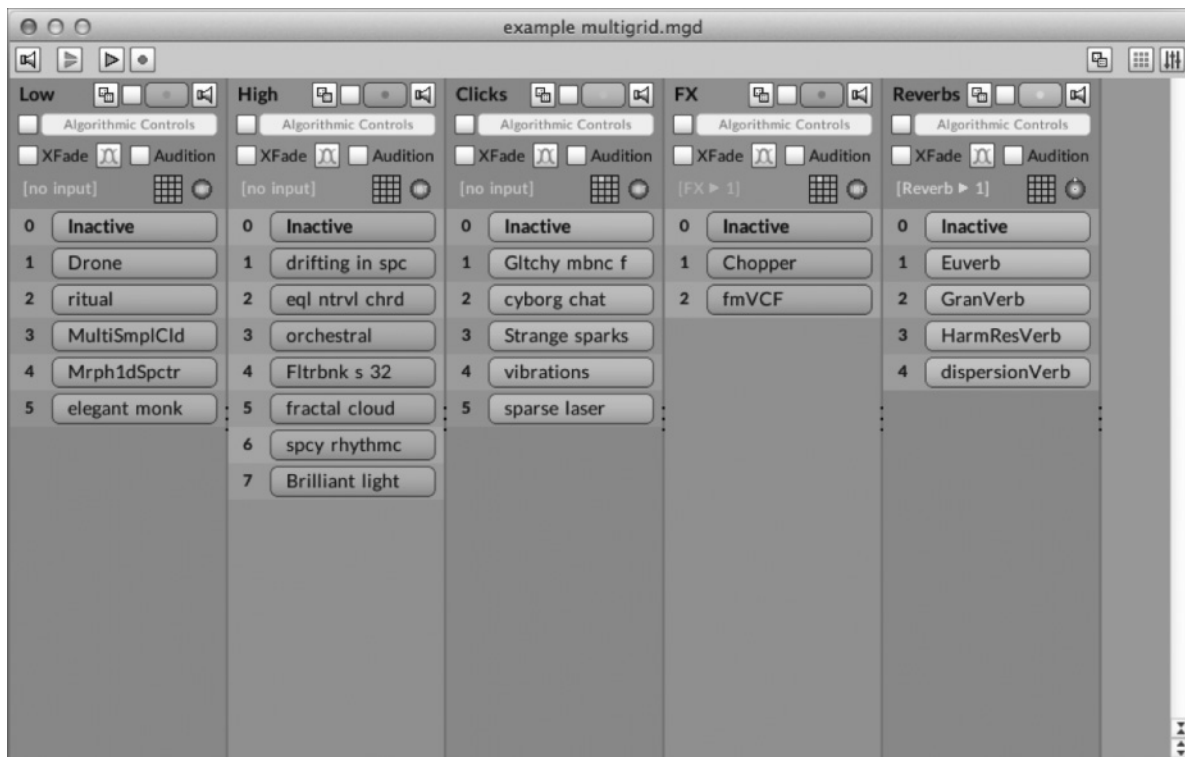 example multigrid.mgd
Low High Clicks FX Reverbs
Algorithmic Controls Algorithmic Controls Algorithmic Controls Algorithmic Controls Algorithmic Controls
XFade Audition XFade Audition XFade Audition XFade Audition XFade Audition
[no input] [no input] [no input] [FX ▶ 1] [Reverb ▶ 1]
0 Inactive 0 Inactive 0 Inactive 0 Inactive 0 Inactive
1 Drone 1 drifting in spc 1 Gltchy mbnc f 1 Chopper 1 Euverb
2 ritual 2 eql ntrvl chrd 2 cyborg chat 2 fmVCF 2 GranVerb
3 MultiSmplCld 3 orchestral 3 Strange sparks 3 HarmResVerb
4 Mrph1dSpctr 4 Fltrbnk s 32 4 vibrations 4 dispersionVerb
5 elegant monk 5 fractal cloud 5 sparse laser
6 spcy rhythmc
7 Brilliant light